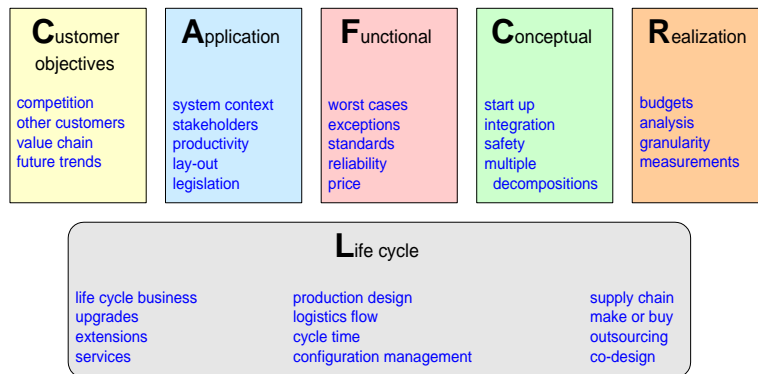 Customer
objectives
competition
other customers
value chain
future trends
Application
system context
stakeholders
productivity
lay-out
legislation
Functional
worst cases
exceptions
standards
reliability
price
Conceptual
start up
integration
safety
multiple
decompositions
Realization
budgets
analysis
granularity
measurements
Life cycle
life cycle business
upgrades
extensions
services
production design
logistics flow
cycle time
configuration management
supply chain
make or buy
outsourcing
co-design